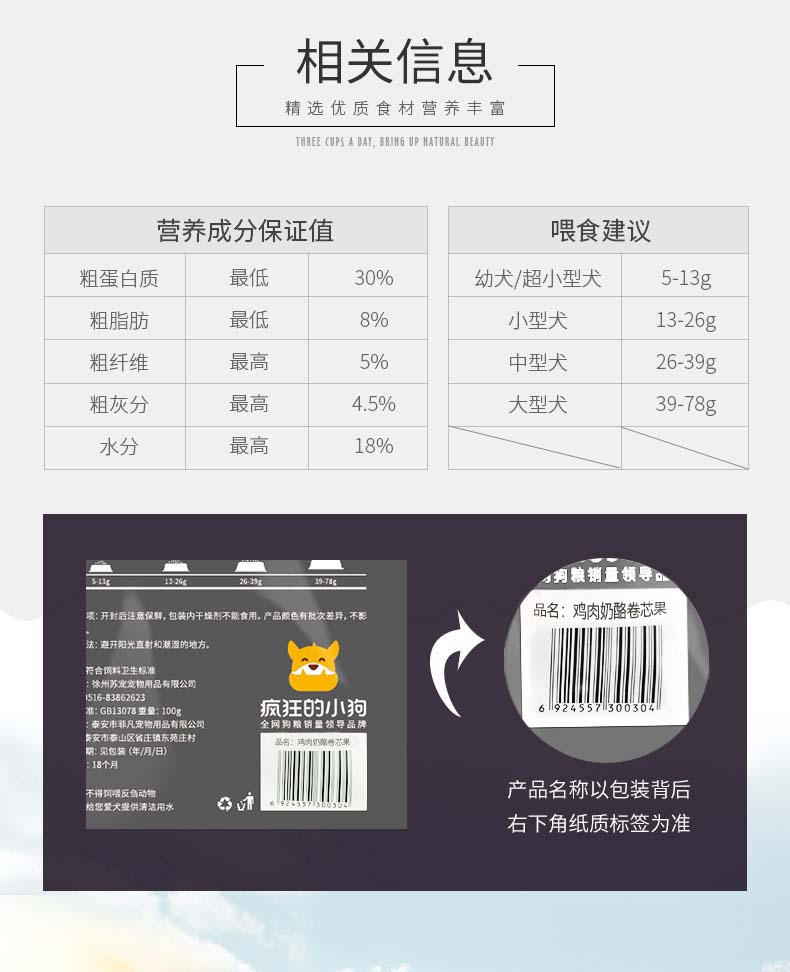 相关信息
精选优质食材营养丰富
THREE CUPS A DAY, BRING UP NATURAL BEAUTY
营养成分保证值
粗蛋白质 最低 30%
粗脂肪 最低 8%
粗纤维 最高 5%
粗灰分 最高 4.5%
水分 最高 18%
喂食建议
幼犬/超小型犬 5-13g
小型犬 13-26g
中型犬 26-39g
大型犬 39-78g
5-13g 13-26g 26-39g 39-78g
项: 开封后注意保鲜, 包装内干燥剂不能食用. 产品颜色有批次差异, 不影
。
法: 避开阳光直射和潮湿的地方。
符合饲料卫生标准
: 徐州苏宠宠物用品有限公司
0516-83862623
准: GB13078 重量: 100g
: 泰安市菲凡宠物用品有限公司
泰安市泰山区省庄镇东苑庄村
期: 见包装 (年/月/日)
: 18个月
不得饲喂反刍动物
给您爱犬提供清洁用水
疯狂的小狗
全网狗粮销量领导品牌
品名: 鸡肉奶酪卷芯果
6 924557 300304
网狗粮销量领导品
品名: 鸡肉奶酪卷芯果
6 924557 300304
产品名称以包装背后
右下角纸质标签为准